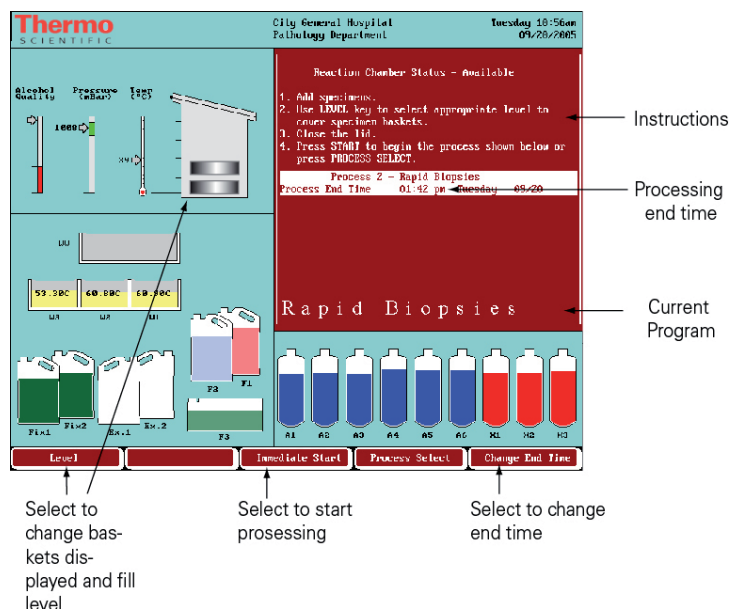 Thermo
SCIENTIFIC
City General Hospital
Pathology Department
Tuesday 10:56am
09/20/2005
Reaction Chamber Status - Available
1. Add specimens.
2. Use LEVEL key to select appropriate level to
cover specimen baskets.
3. Close the lid.
4. Press START to begin the process shown below or
press PROCESS SELECT.
Process 2 - Rapid Biopsies
Process End Time 01:42 pm Tuesday 09/20
Rapid Biopsies
Instructions
Processing
end time
Current
Program
Alcohol
Quality
Pressure
(mBar)
Temp
(°C)
1000
39
W0
53.30C 60.80C 60.90C
W3 W2 W1
Fix1 Fix2 Ex.1 Ex.2
F2 F1
F3
A1 A2 A3 A4 A5 A6 X1 X2 X3
Level
Immediate Start
Process Select
Change End Time
Select to
change bas-
kets dis-
played and fill
level
Select to start
prosessing
Select to change
end time